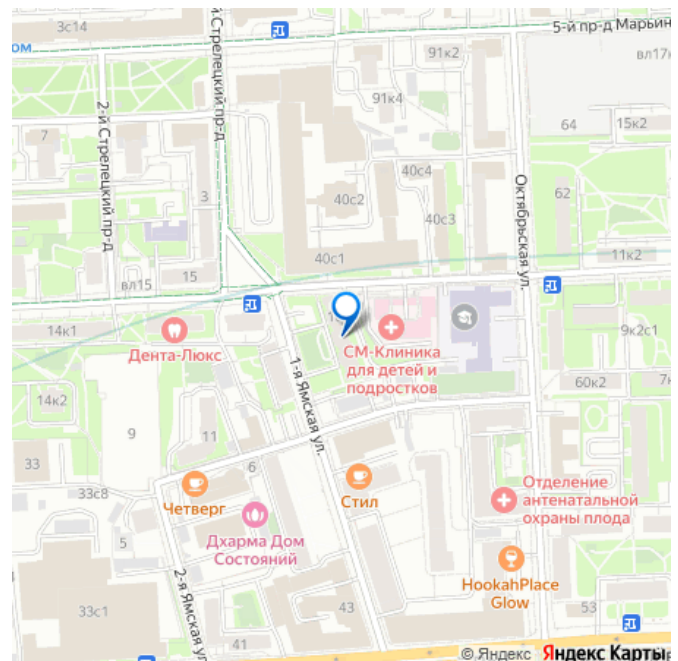 3с14
5-й пр-д Марьин
ом
91к2
вл17к
91к4
2-й Стрелецкий пр-д
й Стрелецкий пр-д
64
15к2
7
3
40с4
40с2
40с3
62
Октябрьская ул.
40с1
11к2
15
вл15
14к1
Дента-Люкс
СМ-Клиника
для детей и
подростков
9к2с1
1-я Ямская ул.
60к2
14к2
9
11
33
6
33с8
Четверг
Стил
Отделение
антенатальной
охраны плода
5
Дхарма Дом
Состояний
HookahPlace
Glow
2-я Ямская ул
33с1
43
53
41
© Яндекс Яндекс Карты